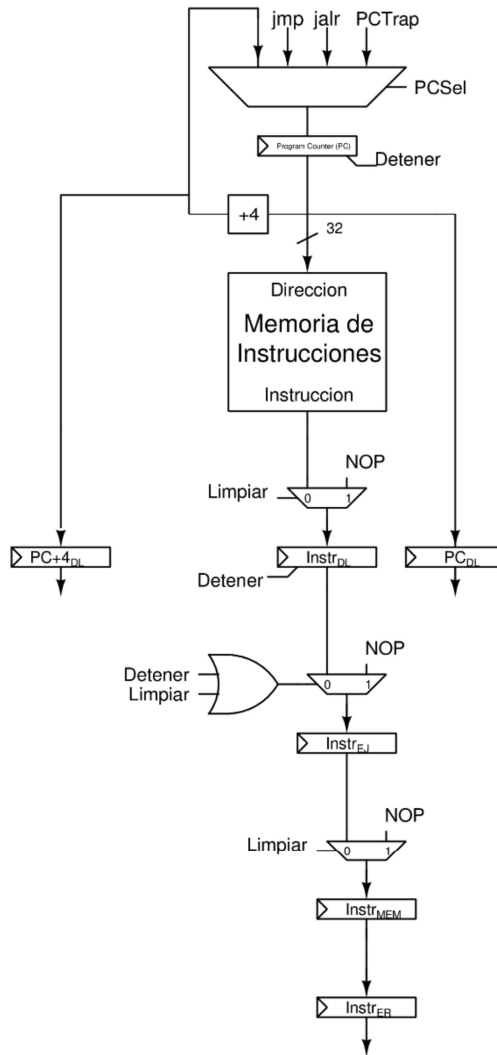 jmp jalr PCTrap
PCSel
Program Counter (PC)
Detener
+4
32
Direccion
Memoria de
Instrucciones
Instruccion
NOP
Limpiar
0 1
PC+4DL
InstrDL
PCDL
Detener
NOP
Detener
Limpiar
0 1
InstrEJ
NOP
Limpiar
0 1
InstrMEM
InstrER